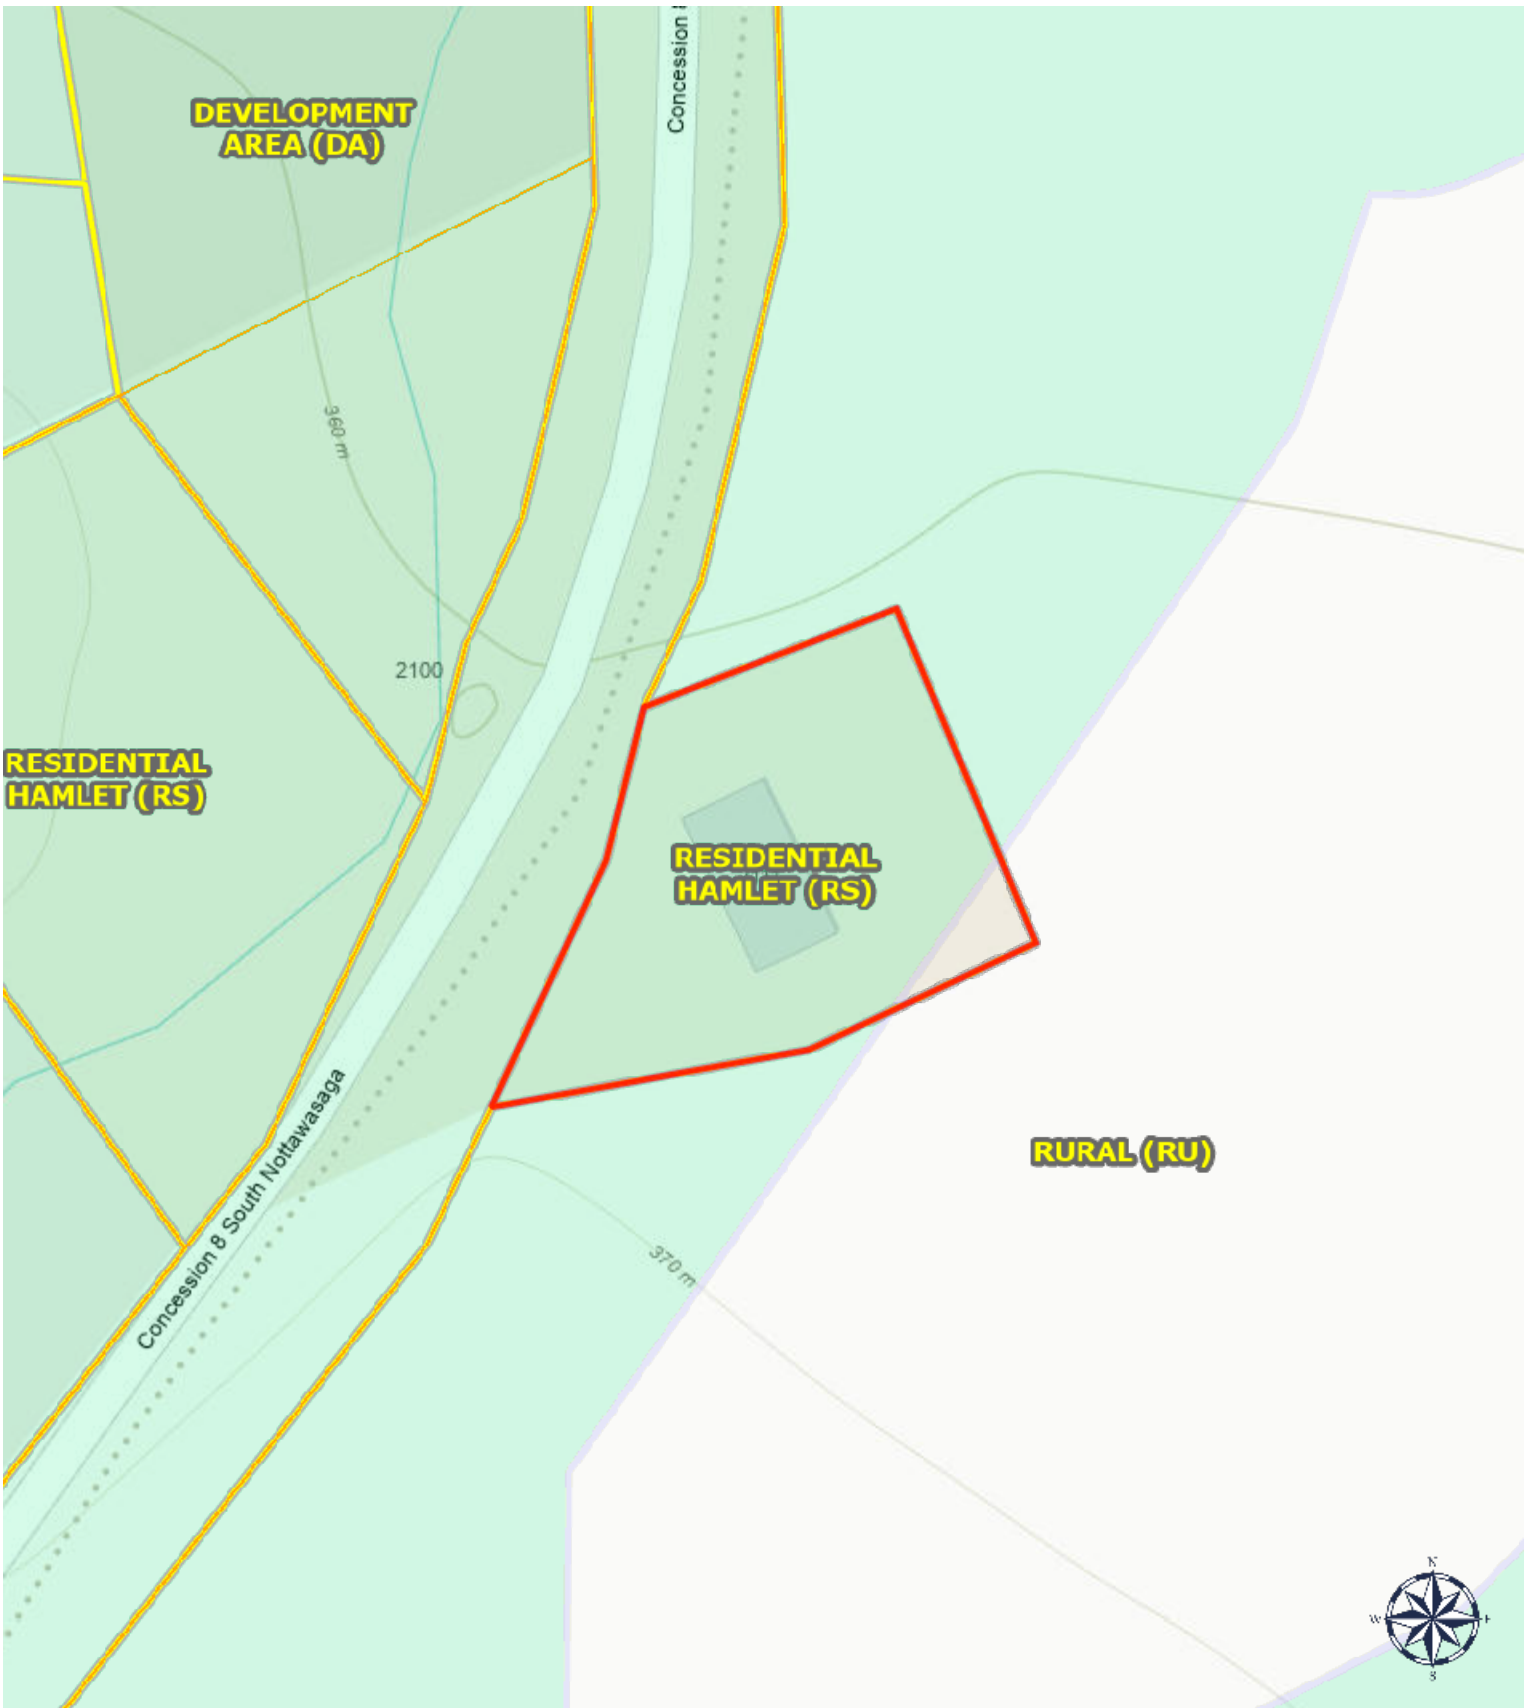 Concession 8
DEVELOPMENT
AREA (DA)
360 m
2100
RESIDENTIAL
HAMLET (RS)
RESIDENTIAL
HAMLET (RS)
Concession 8 South Nottawasaga
RURAL (RU)
370 m
N
W
E
S